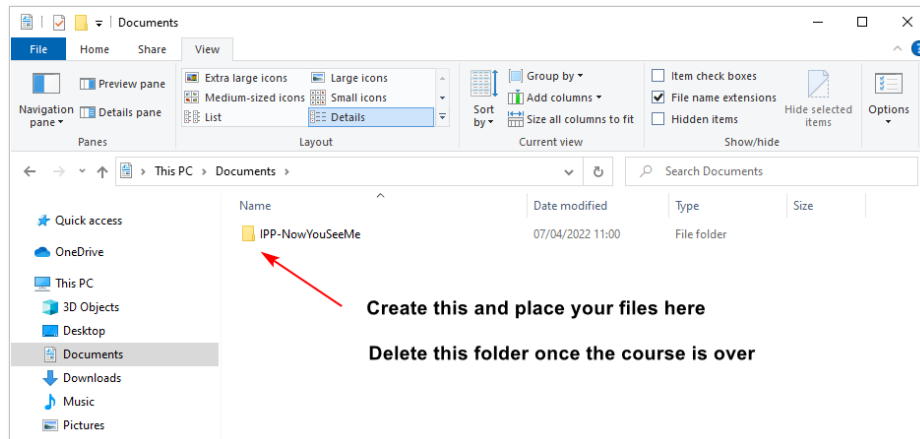 Documents
File Home Share View
Navigation pane
Preview pane
Details pane
Panes
Extra large icons Large icons
Medium-sized icons Small icons
List Details
Layout
Sort by
Group by
Add columns
Size all columns to fit
Current view
Item check boxes
File name extensions
Hidden items
Hide selected items
Show/hide
Options
This PC > Documents >
Search Documents
Name Date modified Type Size
Quick access
IPP-NowYouSeeMe 07/04/2022 11:00 File folder
OneDrive
This PC
3D Objects
Desktop
Documents
Downloads
Music
Pictures
Create this and place your files here
Delete this folder once the course is over